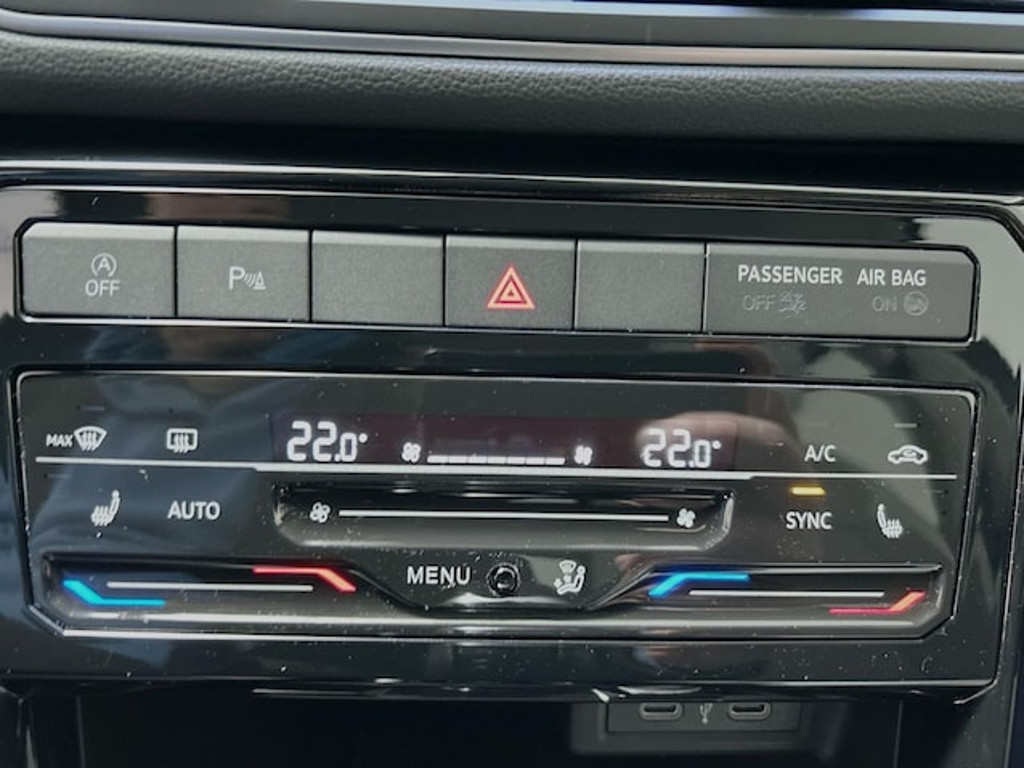 A
OFF
P
PASSENGER AIR BAG
OFF ON
MAX 22.0° 22.0° A/C
AUTO SYNC
MENU